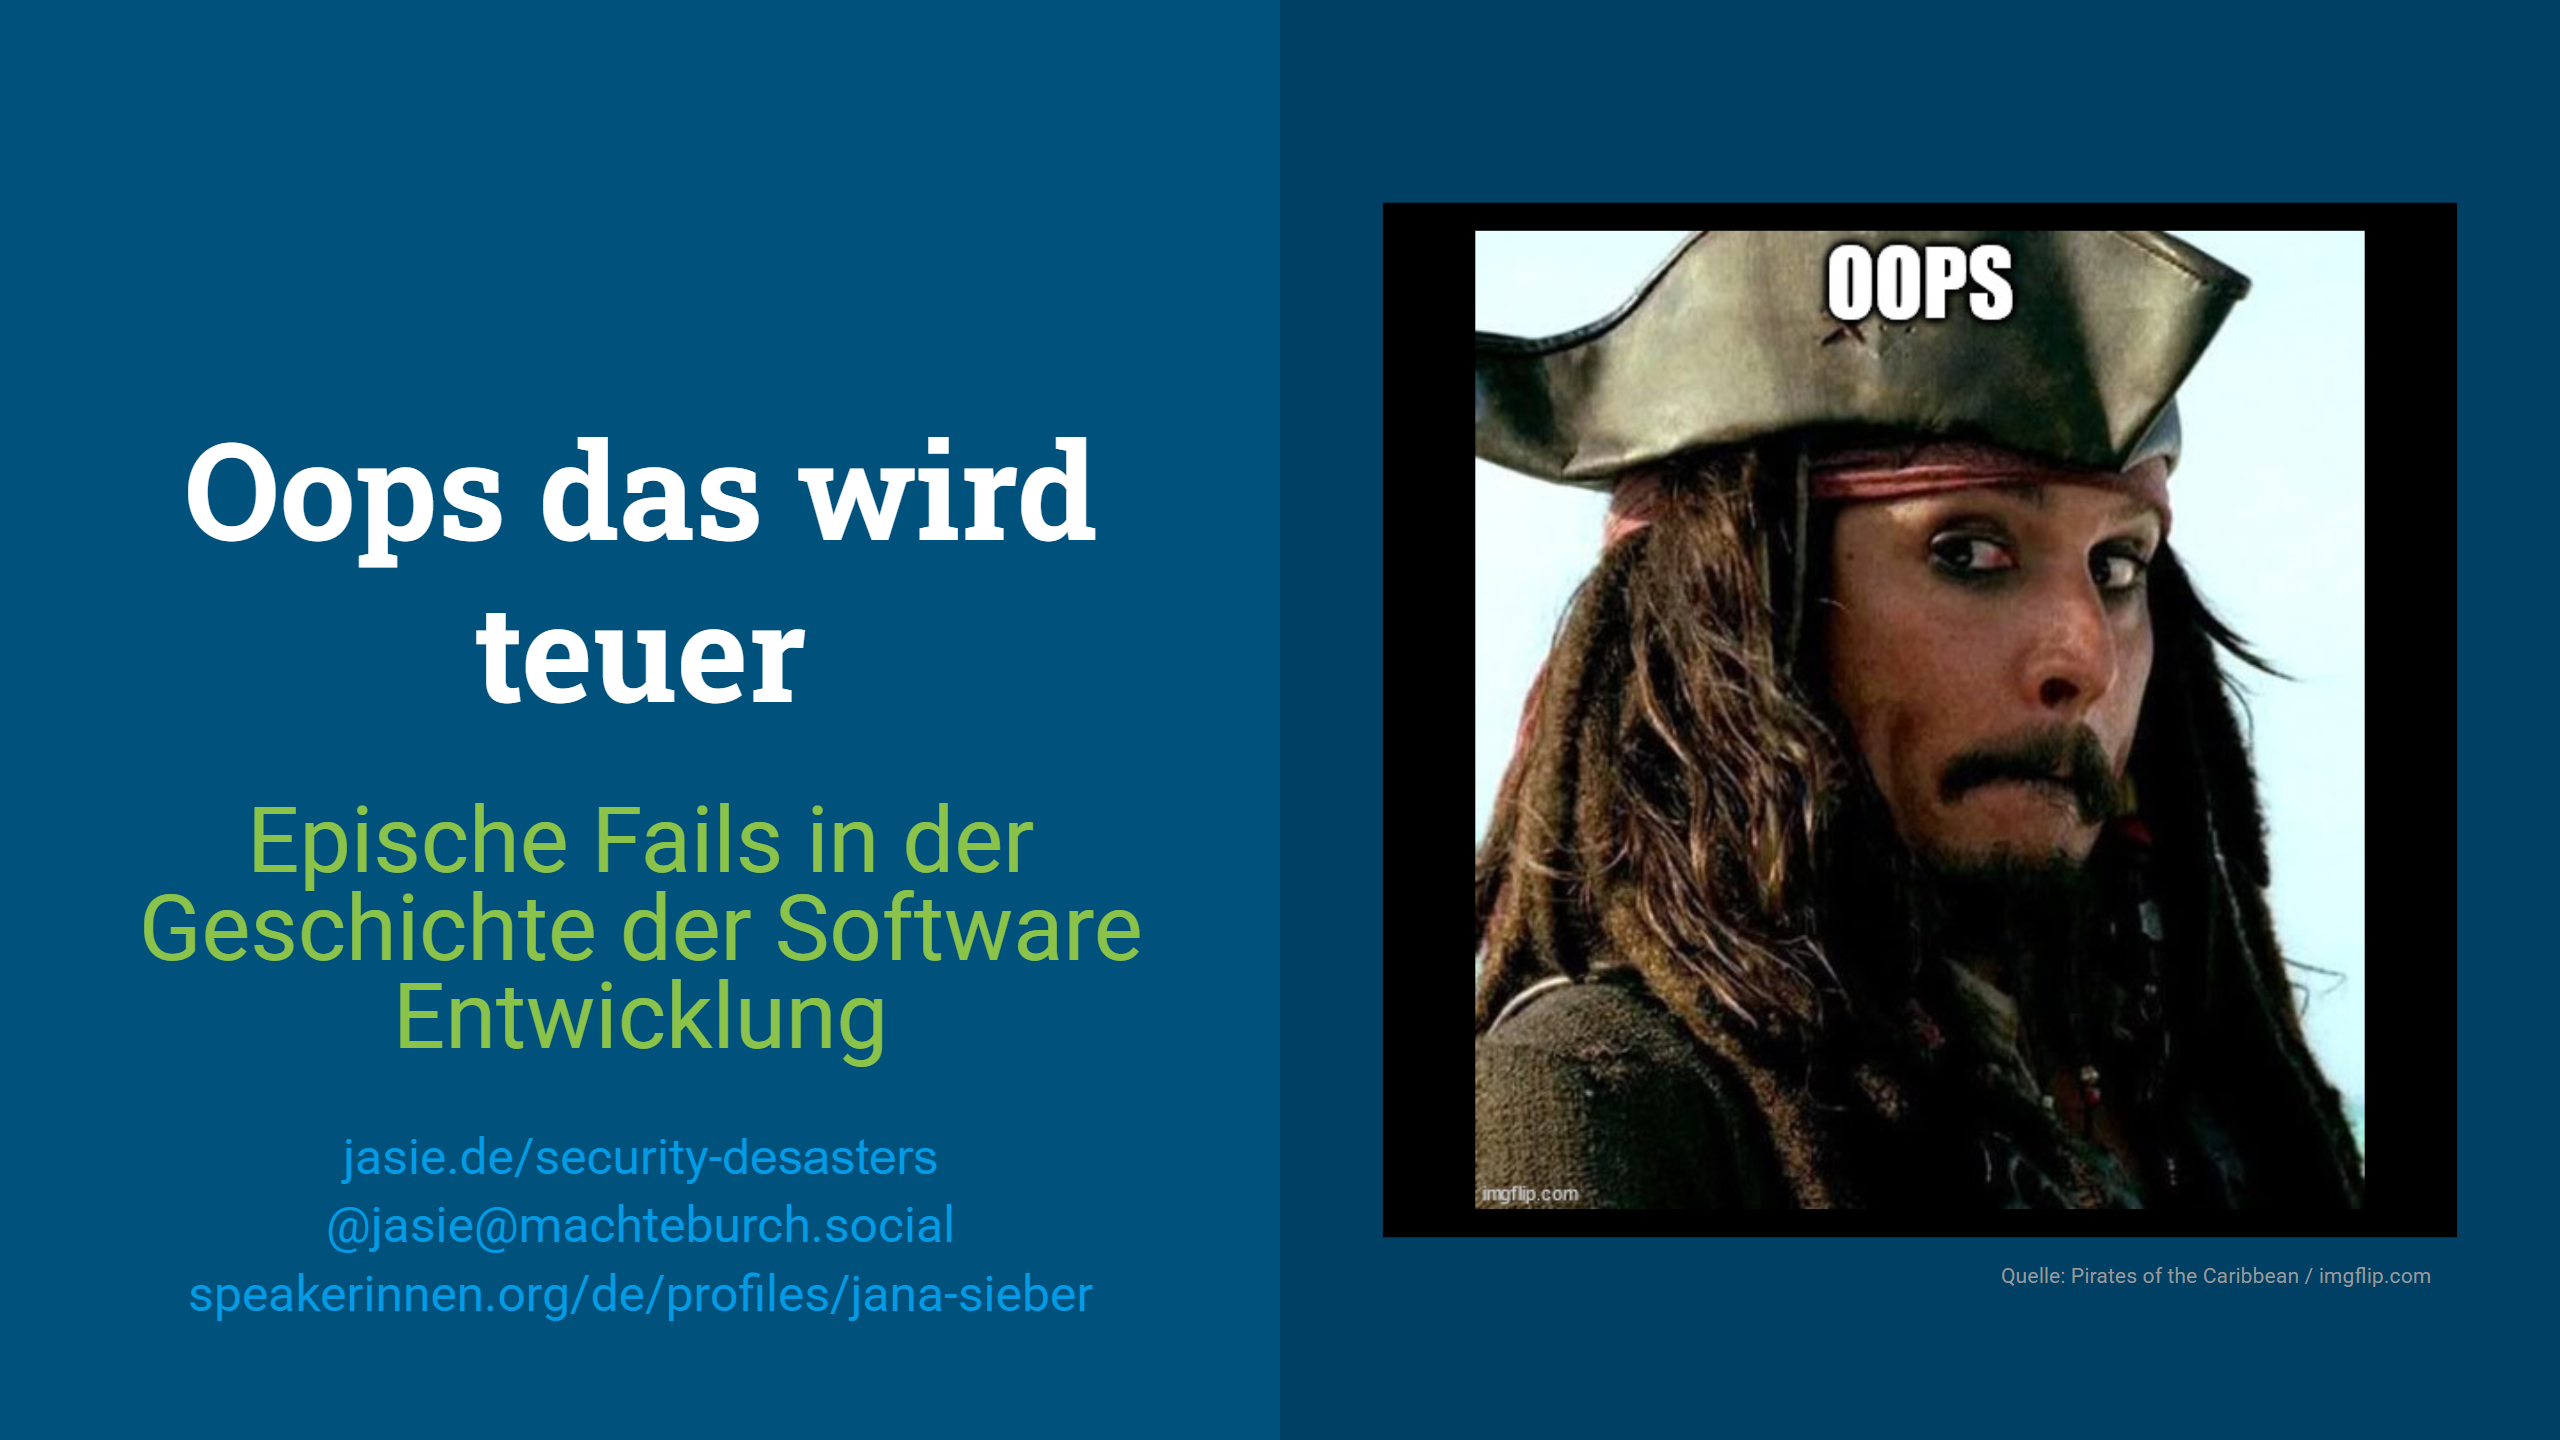 Oops das wird
teuer
Epische Fails in der
Geschichte der Software
Entwicklung
jasie.de/security-desasters
@jasie@machteburch.social
speakerinnen.org/de/profiles/jana-sieber
OOPS
imgflip.com
Quelle: Pirates of the Caribbean / imgflip.com